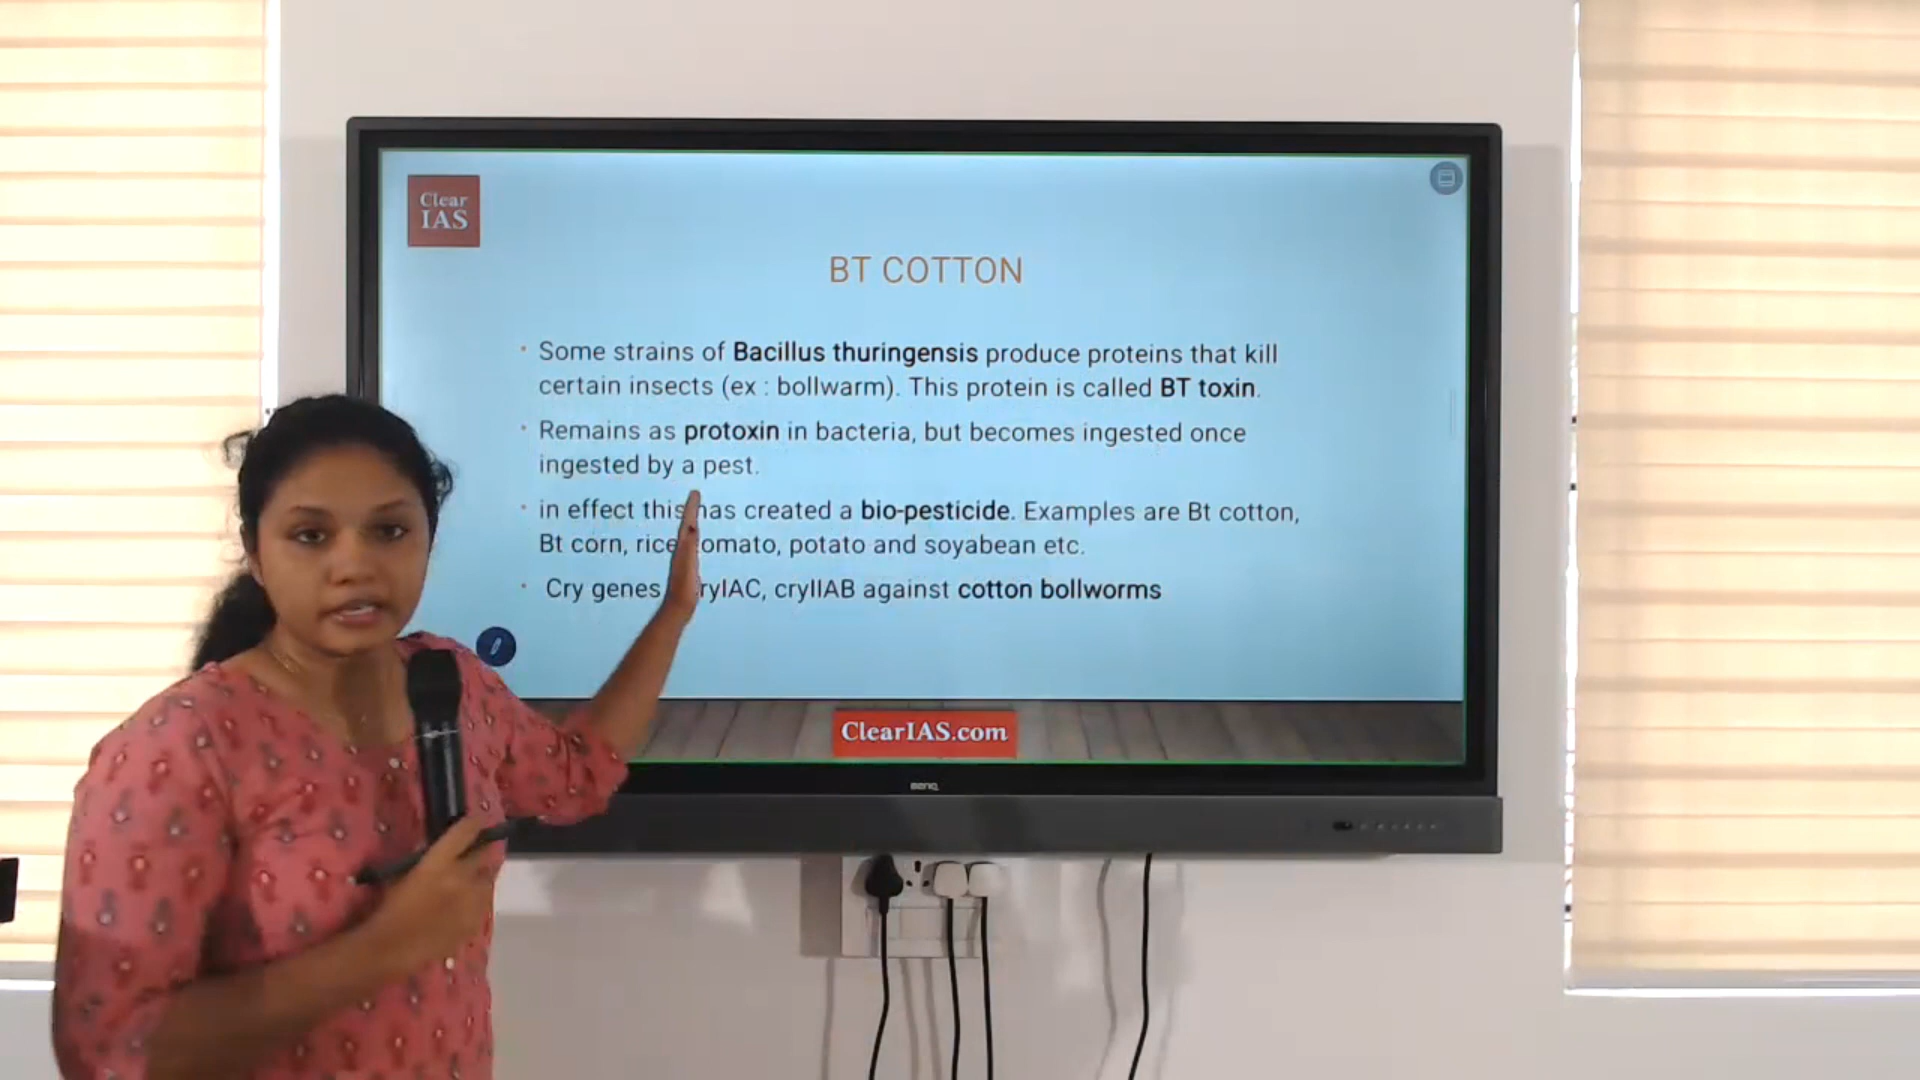 Clear
IAS
BT COTTON
Some strains of Bacillus thuringensis produce proteins that kill
certain insects (ex : bollwarm). This protein is called BT toxin.
Remains as protoxin in bacteria, but becomes ingested once
ingested by a pest.
in effect this has created a bio-pesticide. Examples are Bt cotton,
Bt corn, rice omato, potato and soyabean etc.
Cry genes ryIAC, cryIIAB against cotton bollworms
ClearIAS.com
BenQ